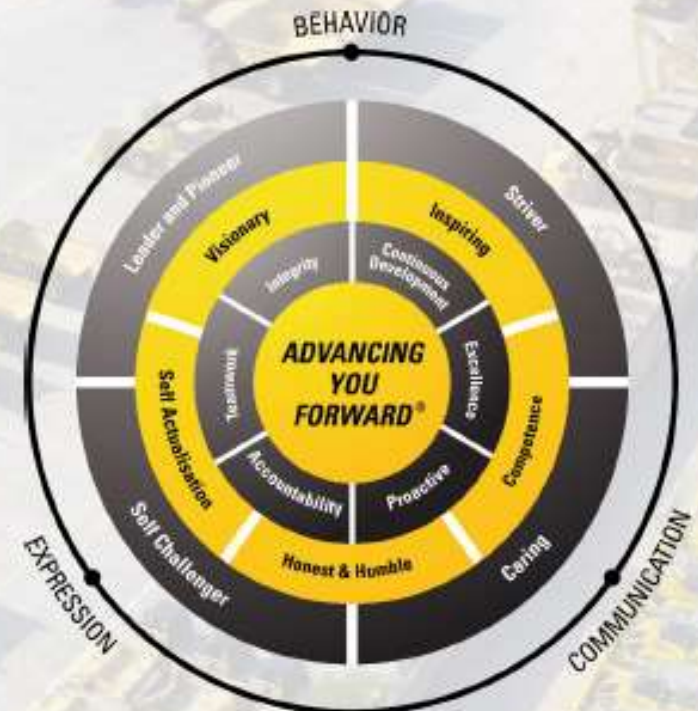 BEHAVIOR
Leader and Pioneer
Striver
Visionary
Inspiring
Integrity
Continuous
Development
ADVANCING
YOU
FORWARD®
Teamwork
Excellence
Self Actualisation
Competence
Accountability
Proactive
Honest & Humble
Self Challenger
Caring
EXPRESSION
COMMUNICATION